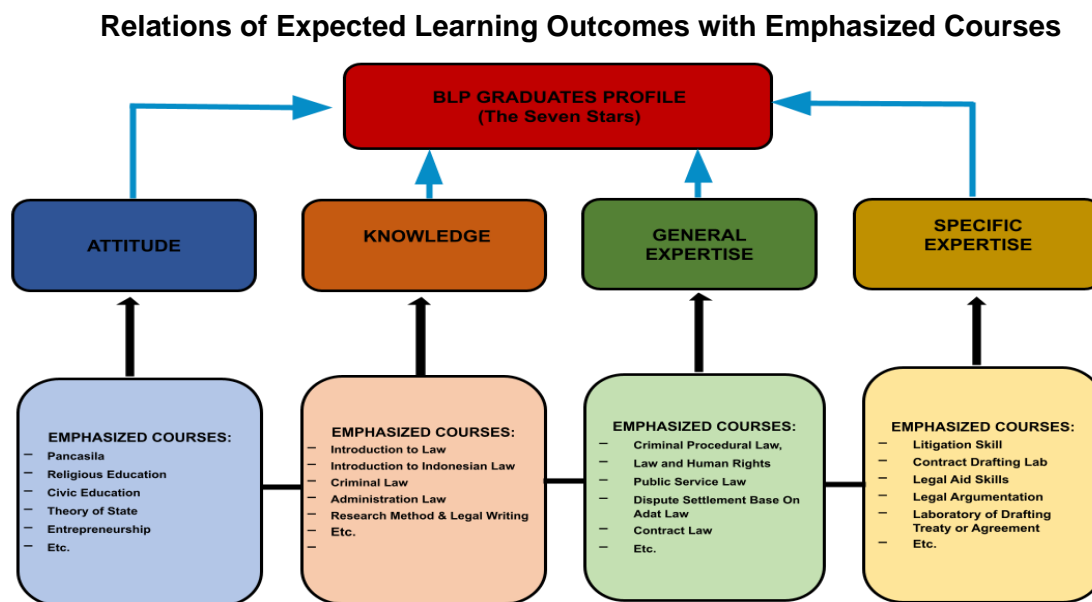 Relations of Expected Learning Outcomes with Emphasized Courses
BLP GRADUATES PROFILE
(The Seven Stars)
ATTITUDE
KNOWLEDGE
GENERAL
EXPERTISE
SPECIFIC
EXPERTISE
EMPHASIZED COURSES:
– Pancasila
– Religious Education
– Civic Education
– Theory of State
– Entrepreneurship
– Etc.
EMPHASIZED COURSES:
– Introduction to Law
– Introduction to Indonesian Law
– Criminal Law
– Administration Law
– Research Method & Legal Writing
– Etc.
–
EMPHASIZED COURSES:
– Criminal Procedural Law,
– Law and Human Rights
– Public Service Law
– Dispute Settlement Base On
Adat Law
– Contract Law
– Etc.
EMPHASIZED COURSES:
– Litigation Skill
– Contract Drafting Lab
– Legal Aid Skills
– Legal Argumentation
– Laboratory of Drafting
Treaty or Agreement
– Etc.